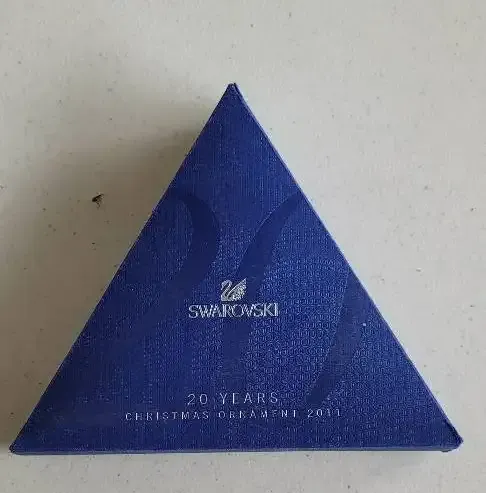 SWAROVSKI
20 YEARS
CHRISTMAS ORNAMENT 2011